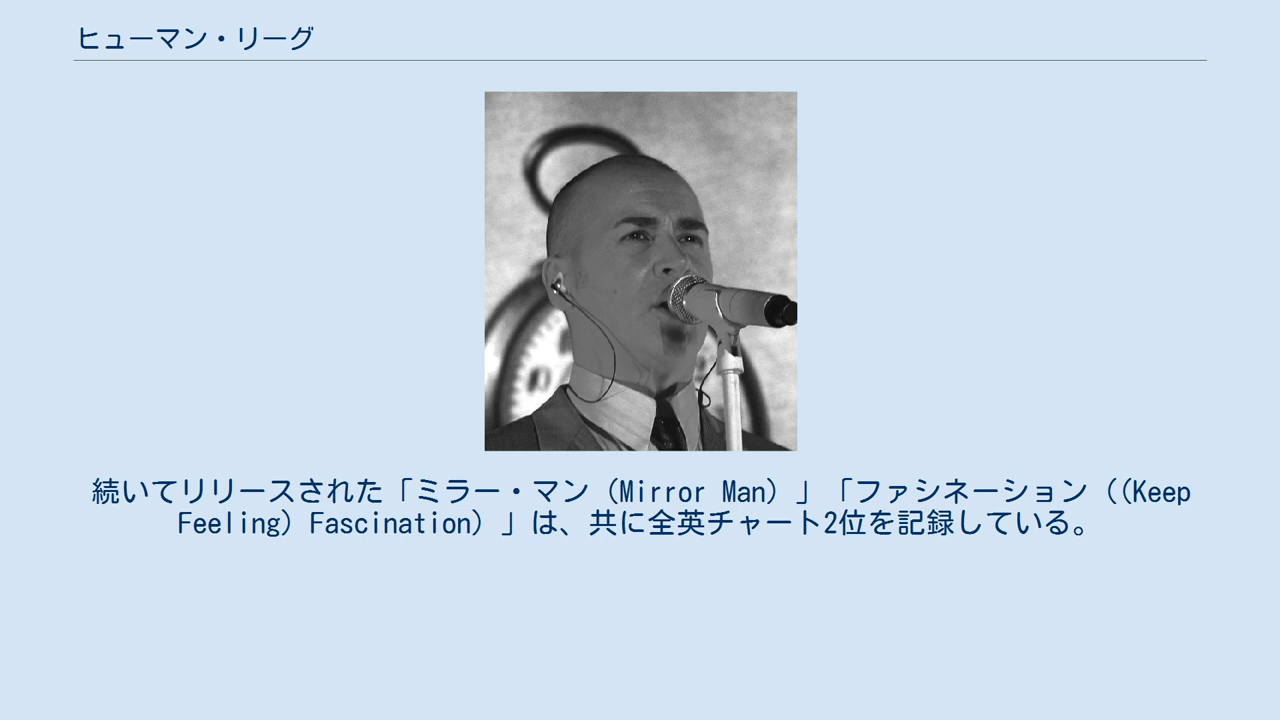 ヒューマン・リーグ
続いてリリースされた「ミラー・マン（Mirror Man）」「ファシネーション（(Keep
Feeling) Fascination）」は、共に全英チャート2位を記録している。